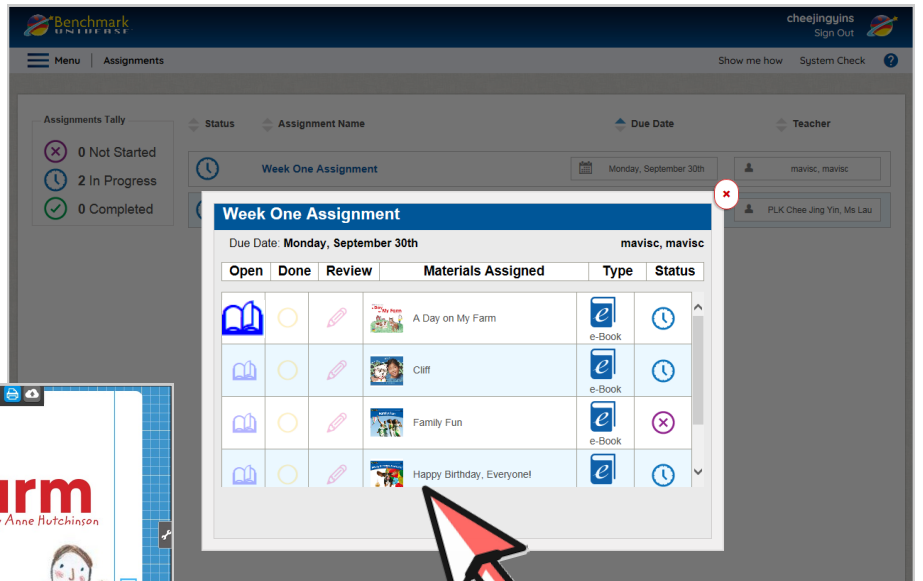 Benchmark
UNIVERSE
cheejingyins
Sign Out
Menu | Assignments
Show me how System Check ?
Assignments Tally
0 Not Started
2 In Progress
0 Completed
Status Assignment Name Due Date Teacher
Week One Assignment Monday, September 30th mavisc, mavisc
PLK Chee Jing Yin, Ms Lau
Week One Assignment
Due Date: Monday, September 30th mavisc, mavisc
Open Done Review Materials Assigned Type Status
A Day on My Farm e-Book
Cliff e-Book
Family Fun e-Book
Happy Birthday, Everyone!
arm
Anne Hutchinson